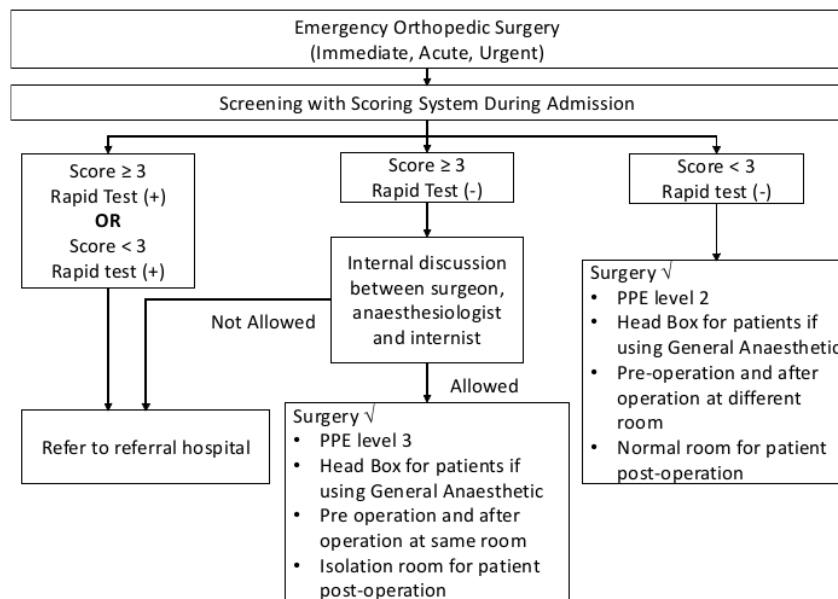 Emergency Orthopedic Surgery
(Immediate, Acute, Urgent)
Screening with Scoring System During Admission
Score ≥ 3
Rapid Test (+)
OR
Score < 3
Rapid test (+)
Score ≥ 3
Rapid Test (-)
Score < 3
Rapid test (-)
Internal discussion
between surgeon,
anaesthesiologist
and internist
Not Allowed
Allowed
Refer to referral hospital
Surgery √
• PPE level 3
• Head Box for patients if
using General Anaesthetic
• Pre operation and after
operation at same room
• Isolation room for patient
post-operation
Surgery √
• PPE level 2
• Head Box for patients if
using General Anaesthetic
• Pre-operation and after
operation at different
room
• Normal room for patient
post-operation